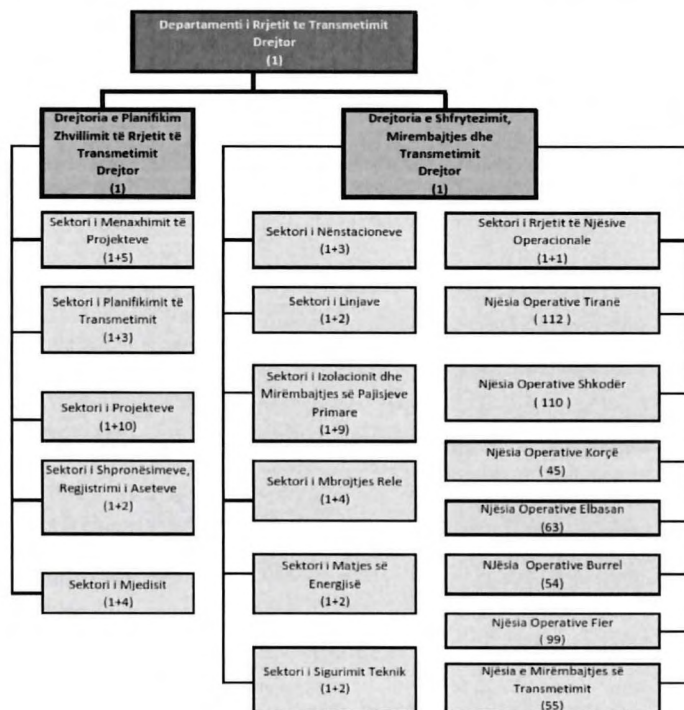 Departamenti i Rrjetit te Transmetimit
Drejtor
(1)
Drejtoria e Planifikim
Zhvillimit të Rrjetit të
Transmetimit
Drejtor
(1)
Sektori i Menaxhimit të
Projekteve
(1+5)
Sektori i Planifikimit të
Transmetimit
(1+3)
Sektori i Projekteve
(1+10)
Sektori i Shpronësimeve,
Regjistrimi i Aseteve
(1+2)
Sektori i Mjedisit
(1+4)
Drejtoria e Shfrytezimit,
Mirembajtjes dhe
Transmetimit
Drejtor
(1)
Sektori i Nënstacioneve
(1+3)
Sektori i Linjave
(1+2)
Sektori i Izolacionit dhe
Mirëmbajtjes së Pajisjeve
Primare
(1+9)
Sektori i Mbrojtjes Rele
(1+4)
Sektori i Matjes së
Energjisë
(1+2)
Sektori i Sigurimit Teknik
(1+2)
Sektori i Rrjetit të Njësive
Operacionale
(1+1)
Njësia Operative Tiranë
( 112 )
Njësia Operative Shkodër
( 110 )
Njësia Operative Korçë
( 45)
Njësia Operative Elbasan
(63)
NJësia Operative Burrel
(54)
Njësia Operative Fier
( 99)
Njësia e Mirëmbajtjes së
Transmetimit
(55)